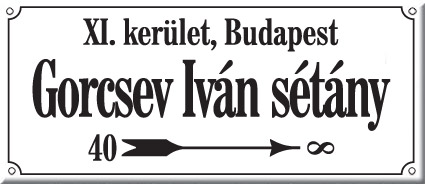 XI. kerület, Budapest
Gorcsev Iván sétány
40 → ∞